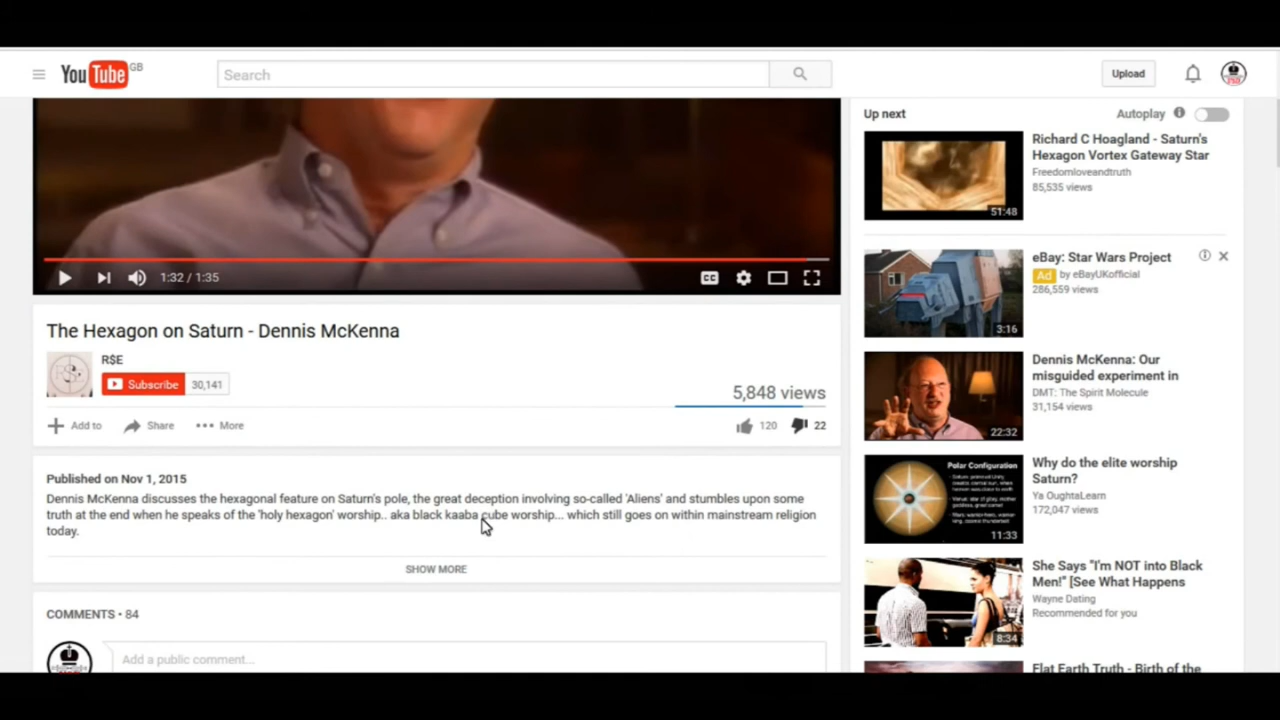 YouTube GB
Search
Upload
1:32 / 1:35
CC
The Hexagon on Saturn - Dennis McKenna
R$E
Subscribe 30,141
5,848 views
Add to Share More
120 22
Published on Nov 1, 2015
Dennis McKenna discusses the hexagonal feature on Saturn's pole, the great deception involving so-called 'Aliens' and stumbles upon some
truth at the end when he speaks of the 'holy hexagon' worship.. aka black kaaba cube worship... which still goes on within mainstream religion
today.
SHOW MORE
COMMENTS • 84
Add a public comment...
Up next
Autoplay
Richard C Hoagland - Saturn's
Hexagon Vortex Gateway Star
Freedomloveandtruth
85,535 views
51:48
eBay: Star Wars Project
Ad by eBayUKofficial
286,559 views
3:16
Dennis McKenna: Our
misguided experiment in
DMT: The Spirit Molecule
31,154 views
22:32
Why do the elite worship
Saturn?
Ya OughtaLearn
172,047 views
Polar Configuration
11:33
She Says "I'm NOT into Black
Men!" [See What Happens
Wayne Dating
Recommended for you
8:34
Flat Earth Truth - Birth of the